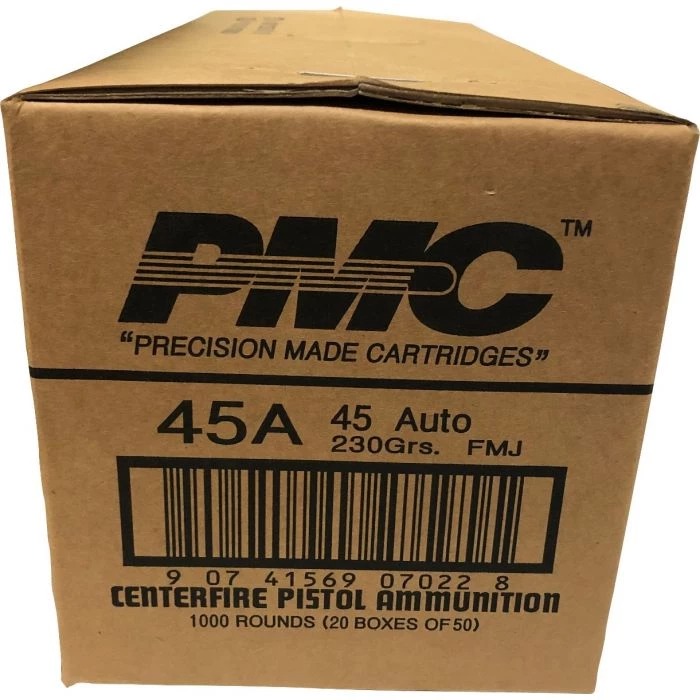 PMC™
"PRECISION MADE CARTRIDGES"
45A 45 Auto
230Grs. FMJ
9 07 41569 07022 8
CENTERFIRE PISTOL AMMUNITION
1000 ROUNDS (20 BOXES OF 50)